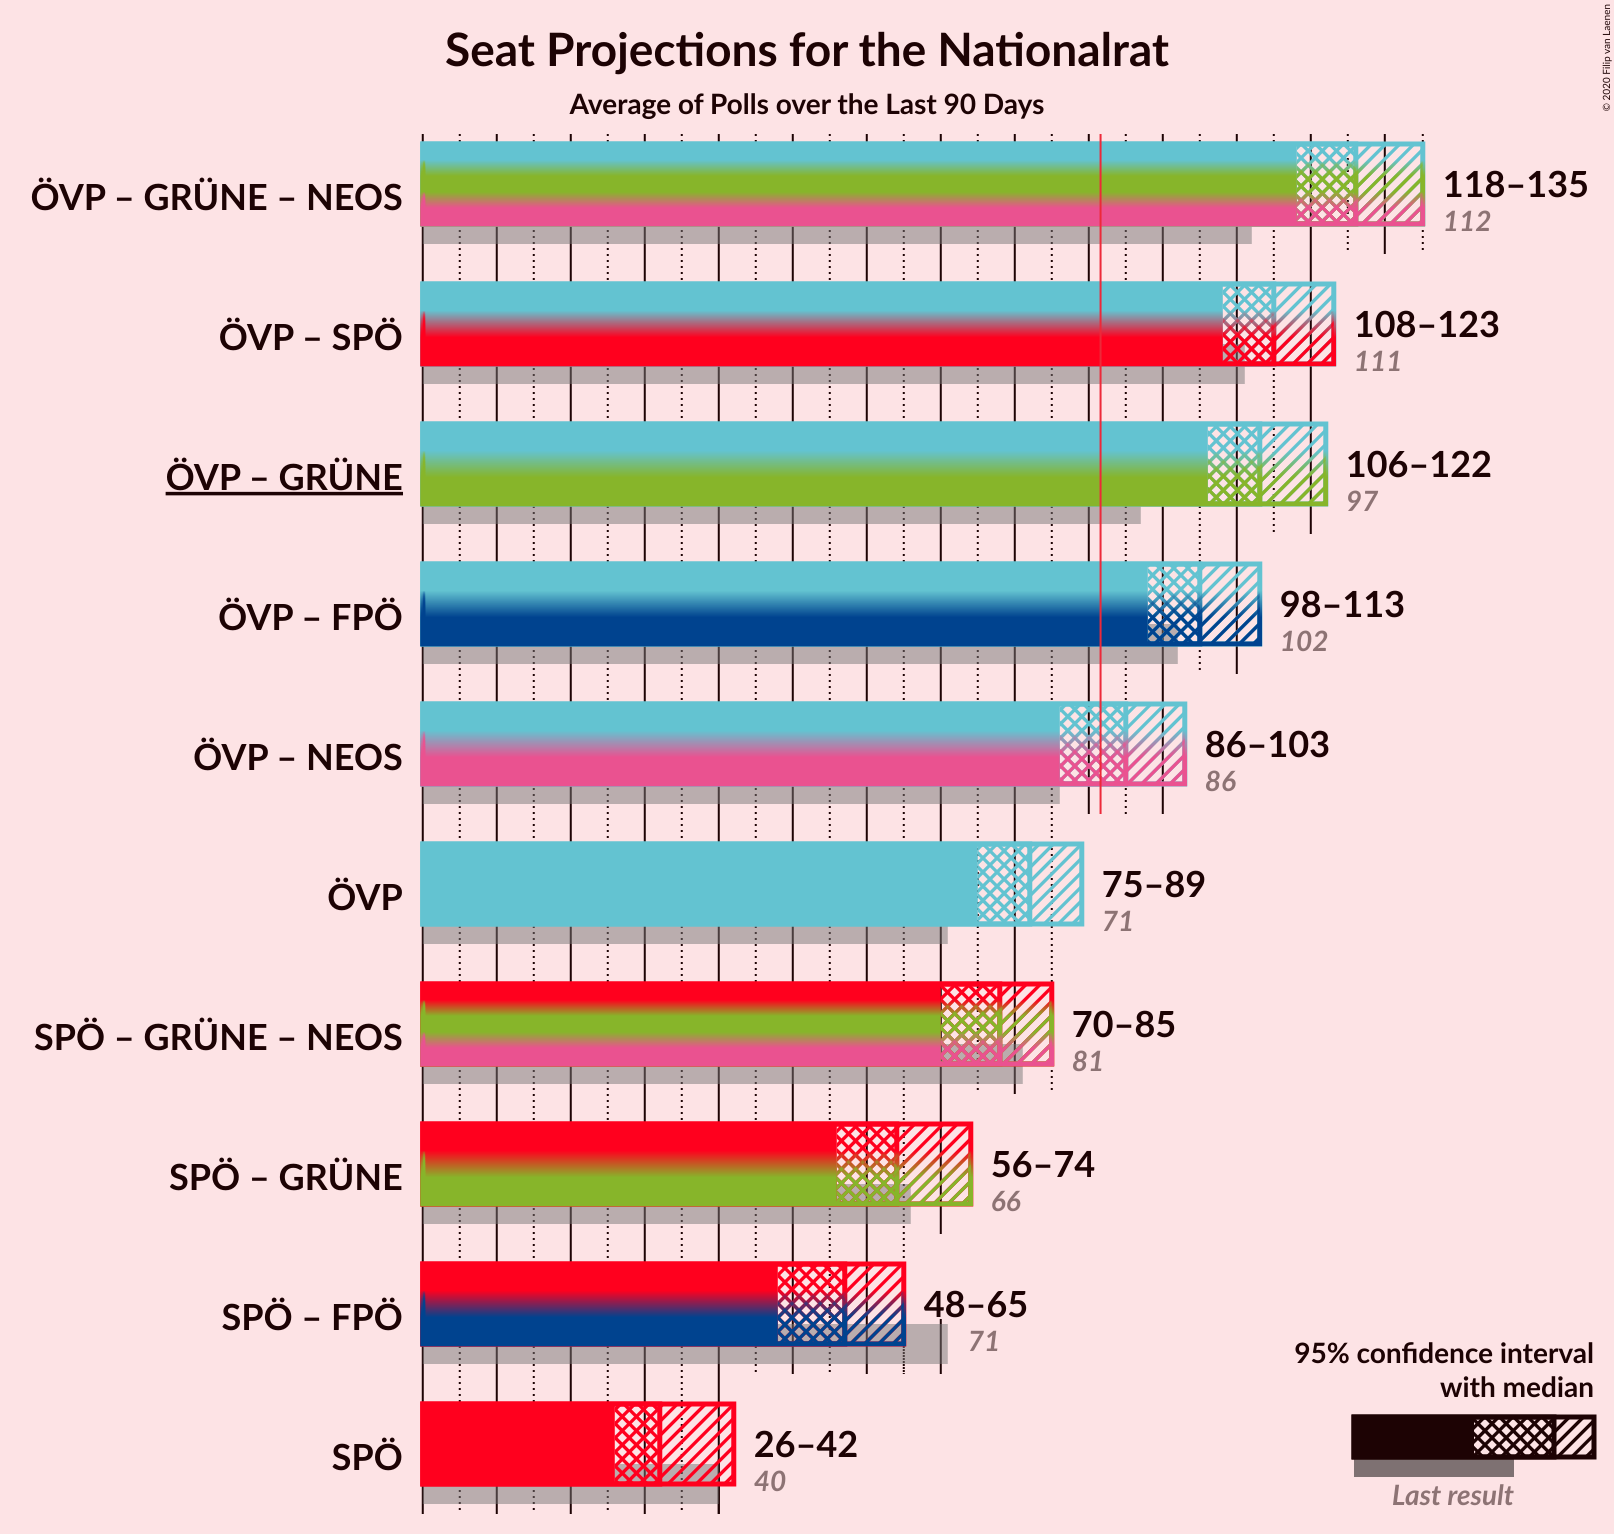 Seat Projections for the Nationalrat
Average of Polls over the Last 90 Days
© 2020 Filip van Laenen
ÖVP – GRÜNE – NEOS
118–135
112
ÖVP – SPÖ
108–123
111
ÖVP – GRÜNE
106–122
97
ÖVP – FPÖ
98–113
102
ÖVP – NEOS
86–103
86
ÖVP
75–89
71
SPÖ – GRÜNE – NEOS
70–85
81
SPÖ – GRÜNE
56–74
66
SPÖ – FPÖ
48–65
71
SPÖ
26–42
40
95% confidence interval
with median
Last result